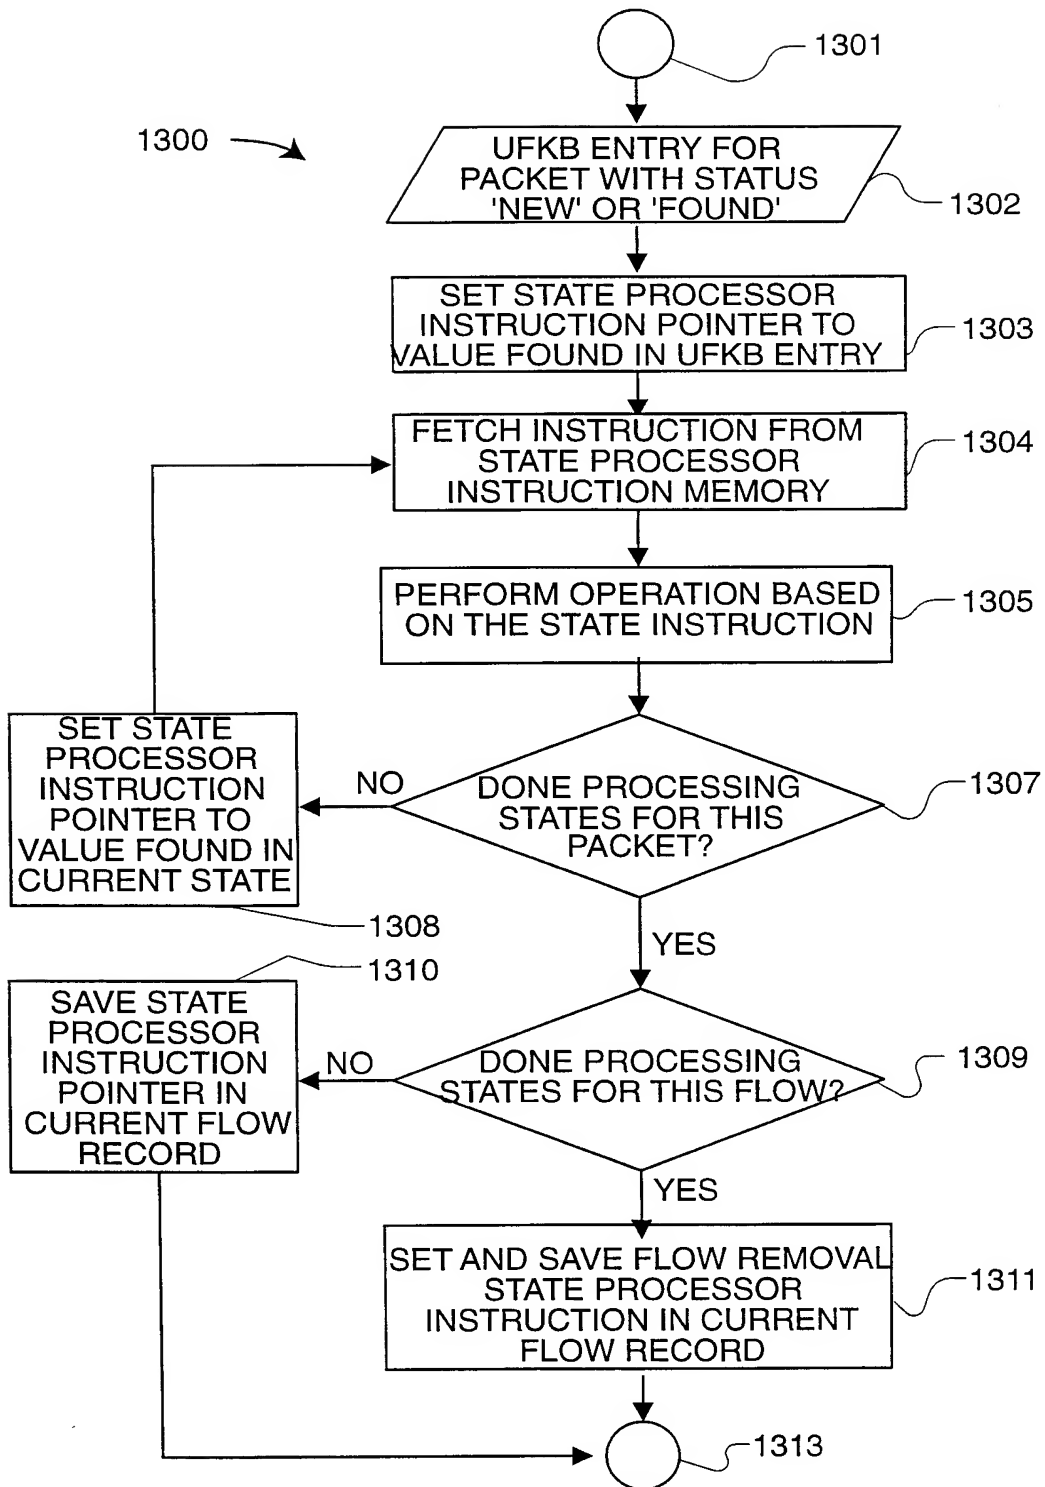 1301
1300
UFKB ENTRY FOR
PACKET WITH STATUS
'NEW' OR 'FOUND'
1302
SET STATE PROCESSOR
INSTRUCTION POINTER TO
VALUE FOUND IN UFKB ENTRY
1303
FETCH INSTRUCTION FROM
STATE PROCESSOR
INSTRUCTION MEMORY
1304
PERFORM OPERATION BASED
ON THE STATE INSTRUCTION
1305
SET STATE
PROCESSOR
INSTRUCTION
POINTER TO
VALUE FOUND IN
CURRENT STATE
1308
NO
DONE PROCESSING
STATES FOR THIS
PACKET?
1307
YES
1310
SAVE STATE
PROCESSOR
INSTRUCTION
POINTER IN
CURRENT FLOW
RECORD
NO
DONE PROCESSING
STATES FOR THIS FLOW?
1309
YES
SET AND SAVE FLOW REMOVAL
STATE PROCESSOR
INSTRUCTION IN CURRENT
FLOW RECORD
1311
1313